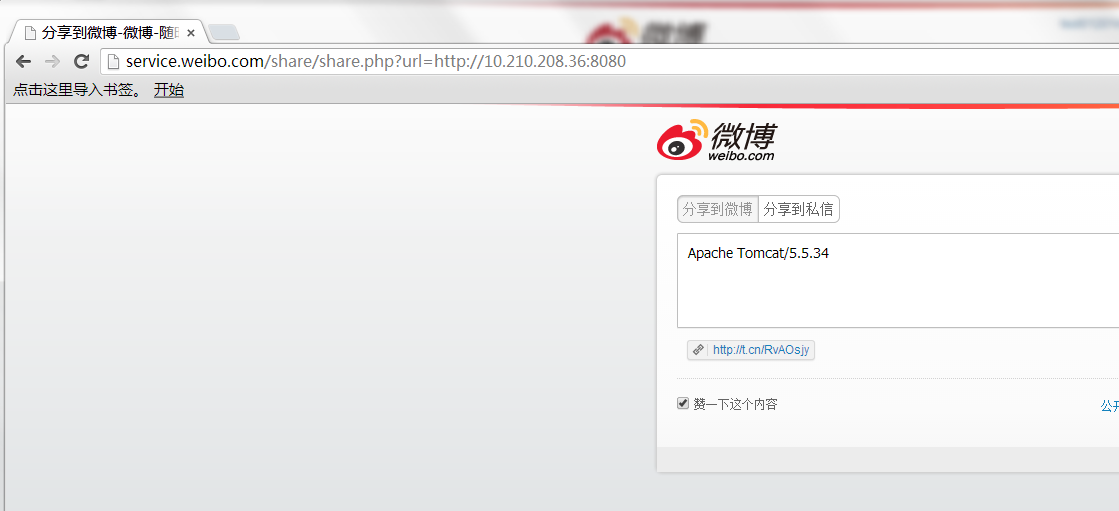 分享到微博-微博-随
service.weibo.com/share/share.php?url=http://10.210.208.36:8080
点击这里导入书签。 开始
微博
weibo.com
分享到微博 分享到私信
Apache Tomcat/5.5.34
http://t.cn/RvAOsjy
赞一下这个内容
公开